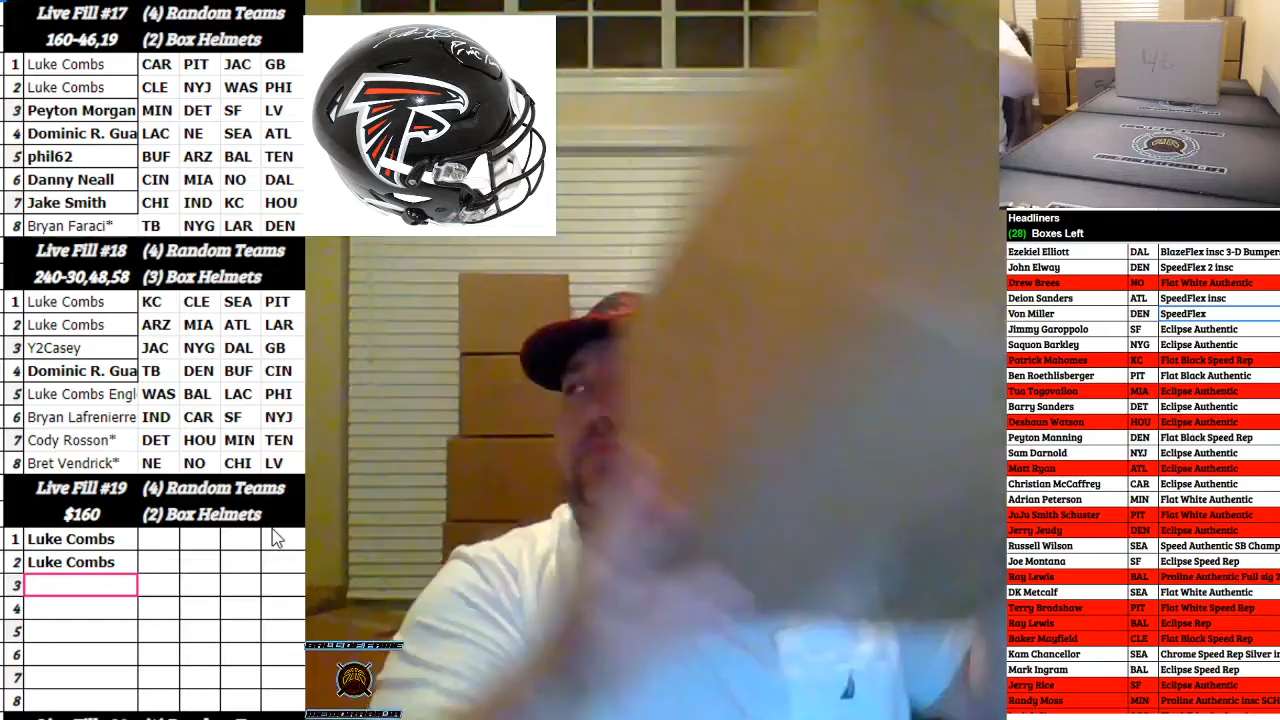 Live Fill #17 (4) Random Teams
160-46,19 (2) Box Helmets
1 Luke Combs CAR PIT JAC GB
2 Luke Combs CLE NYJ WAS PHI
3 Peyton Morgan MIN DET SF LV
4 Dominic R. Gua LAC NE SEA ATL
5 phil62 BUF ARZ BAL TEN
6 Danny Neall CIN MIA NO DAL
7 Jake Smith CHI IND KC HOU
8 Bryan Faraci* TB NYG LAR DEN
Live Fill #18 (4) Random Teams
240-30,48,58 (3) Box Helmets
1 Luke Combs KC CLE SEA PIT
2 Luke Combs ARZ MIA ATL LAR
3 Y2Casey JAC NYG DAL GB
4 Dominic R. Gua TB DEN BUF CIN
5 Luke Combs Engl WAS BAL LAC PHI
6 Bryan Lafrenierre IND CAR SF NYJ
7 Cody Rosson* DET HOU MIN TEN
8 Bret Vendrick* NE NO CHI LV
Live Fill #19 (4) Random Teams
$160 (2) Box Helmets
1 Luke Combs
2 Luke Combs
3
4
5
6
7
8
146
Headliners
(28) Boxes Left
Ezekiel Elliott DAL BlazeFlex insc 3-D Bumper
John Elway DEN SpeedFlex 2 insc
Drew Brees NO Flat White Authentic
Deion Sanders ATL SpeedFlex insc
Von Miller DEN SpeedFlex
Jimmy Garoppolo SF Eclipse Authentic
Saquon Barkley NYG Eclipse Authentic
Patrick Mahomes KC Flat Black Speed Rep
Ben Roethlisberger PIT Flat Black Authentic
Tua Tagovailoa MIA Eclipse Authentic
Barry Sanders DET Eclipse Authentic
Deshaun Watson HOU Eclipse Authentic
Peyton Manning DEN Flat Black Speed Rep
Sam Darnold NYJ Eclipse Authentic
Matt Ryan ATL Eclipse Authentic
Christian McCaffrey CAR Eclipse Authentic
Adrian Peterson MIN Flat White Authentic
JuJu Smith Schuster PIT Flat White Authentic
Jerry Jeudy DEN Eclipse Authentic
Russell Wilson SEA Speed Authentic SB Champ
Joe Montana SF Eclipse Authentic
Ray Lewis BAL Proline Authentic Full sig
DK Metcalf SEA Flat White Authentic
Terry Bradshaw PIT Flat White Speed Rep
Ray Lewis BAL Eclipse Rep
Baker Mayfield CLE Flat Black Speed Rep
Kam Chancellor SEA Chrome Speed Rep Silver in
Mark Ingram BAL Eclipse Speed Rep
Jerry Rice SF Eclipse Authentic
Randy Moss MIN Proline Authentic insc SCH